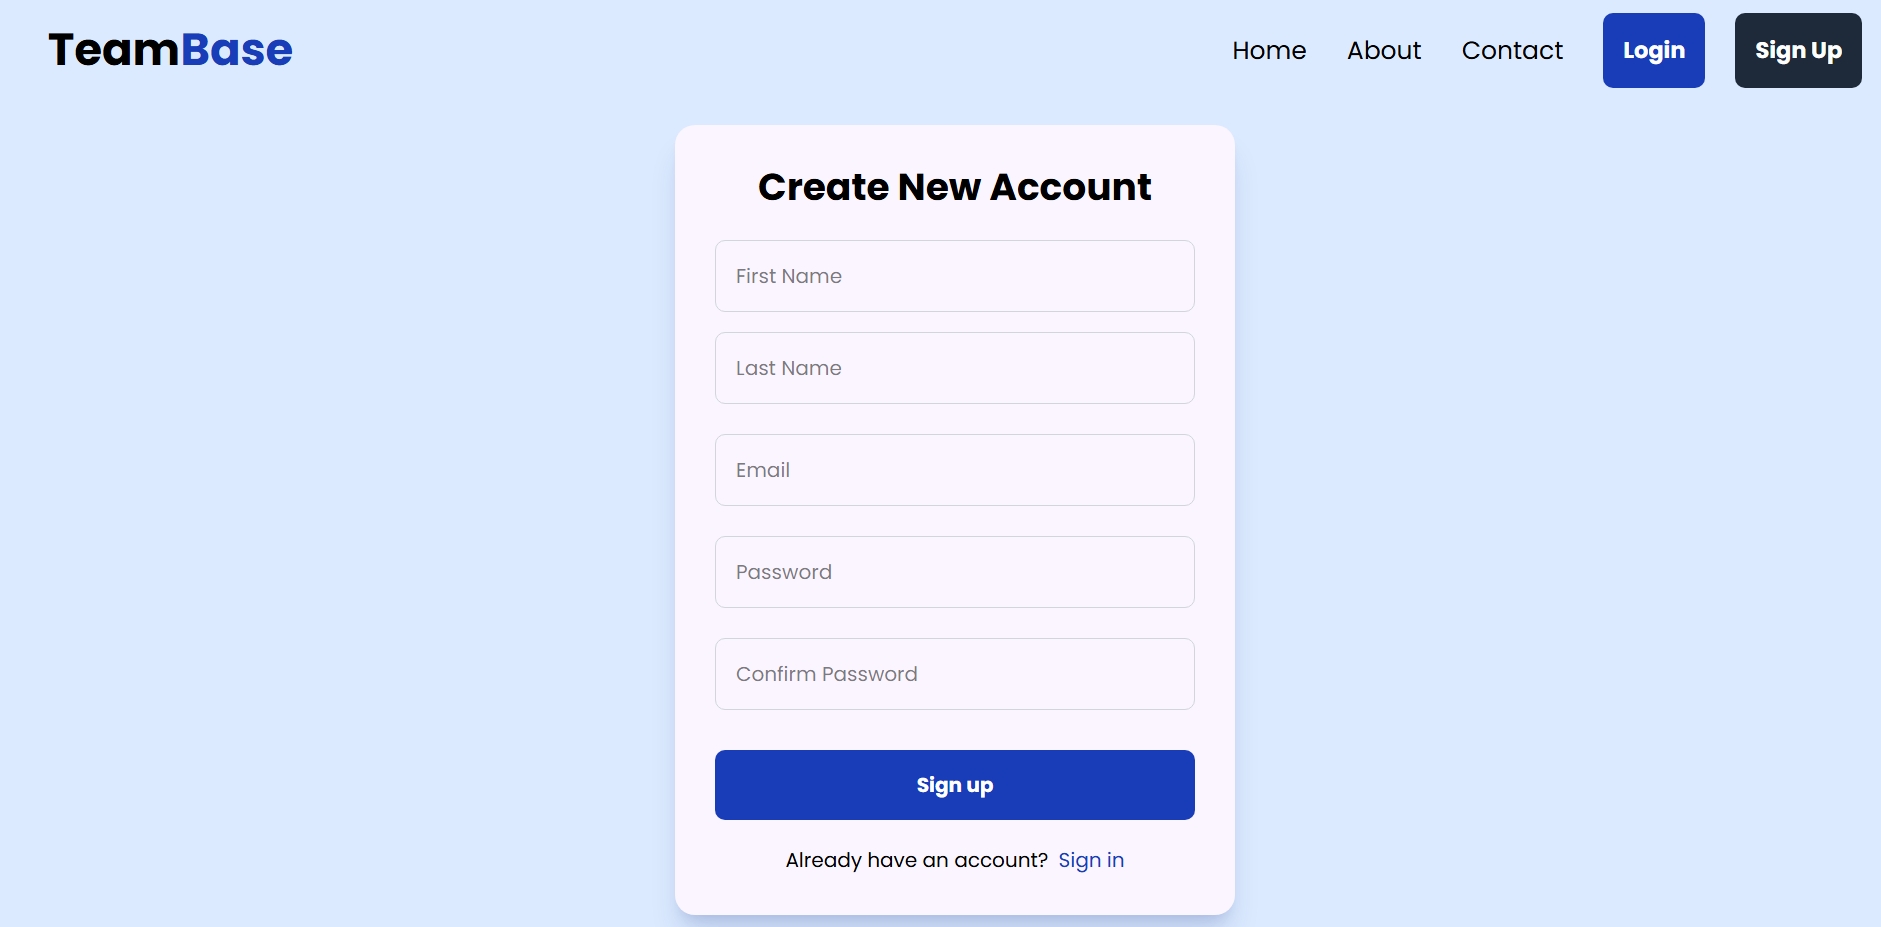 TeamBase
Home About Contact Login Sign Up
Create New Account
First Name
Last Name
Email
Password
Confirm Password
Sign up
Already have an account? Sign in